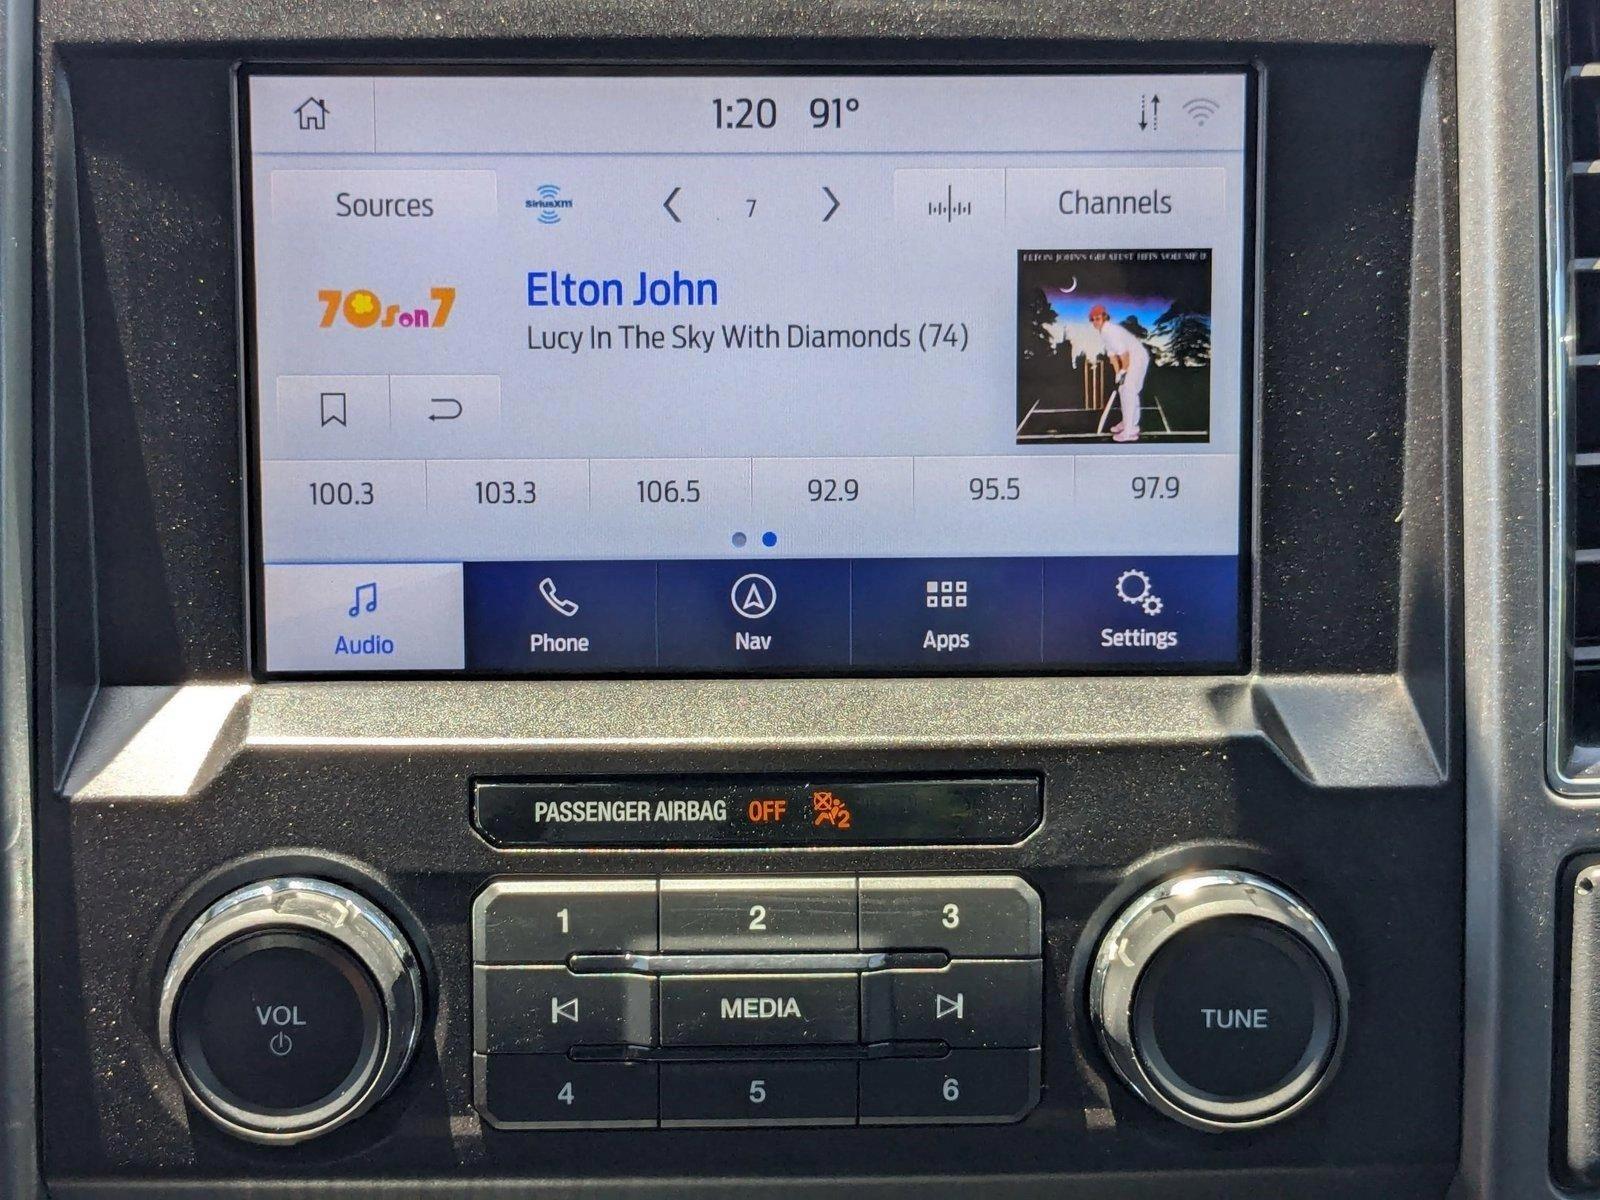 1:20 91°
Sources
SiriusXM
7
Channels
70s on 7
Elton John
Lucy In The Sky With Diamonds (74)
ELTON JOHN'S GREATEST HITS VOLUME II
100.3 103.3 106.5 92.9 95.5 97.9
Audio Phone Nav Apps Settings
PASSENGER AIRBAG OFF 2
1 2 3
VOL
MEDIA
TUNE
4 5 6